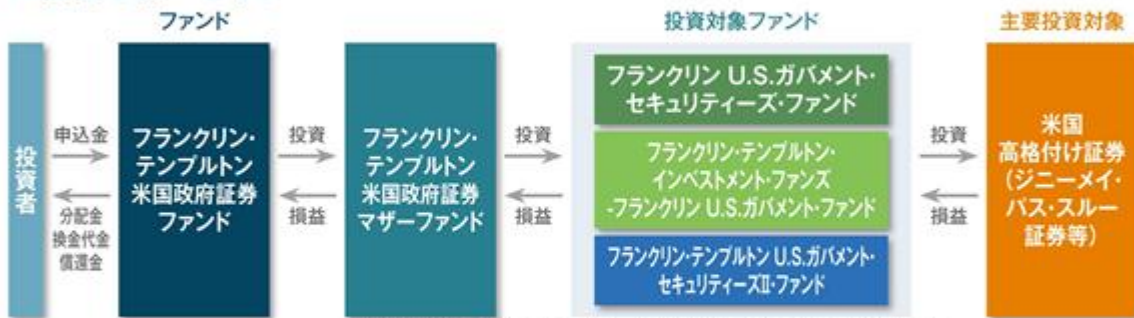 ファンド
投資対象ファンド
主要投資対象
投資者
申込金
分配金
換金代金
償還金
フランクリン・
テンプルトン
米国政府証券
ファンド
投資
損益
フランクリン・
テンプルトン
米国政府証券
マザーファンド
投資
損益
フランクリン U.S.ガバメント・
セキュリティーズ・ファンド
フランクリン・テンプルトン・
インベストメント・ファンズ
-フランクリン U.S.ガバメント・ファンド
フランクリン・テンプルトン U.S.ガバメント・
セキュリティーズⅡ・ファンド
投資
損益
米国
高格付け証券
(ジニーメイ・
パス・スルー
証券等)